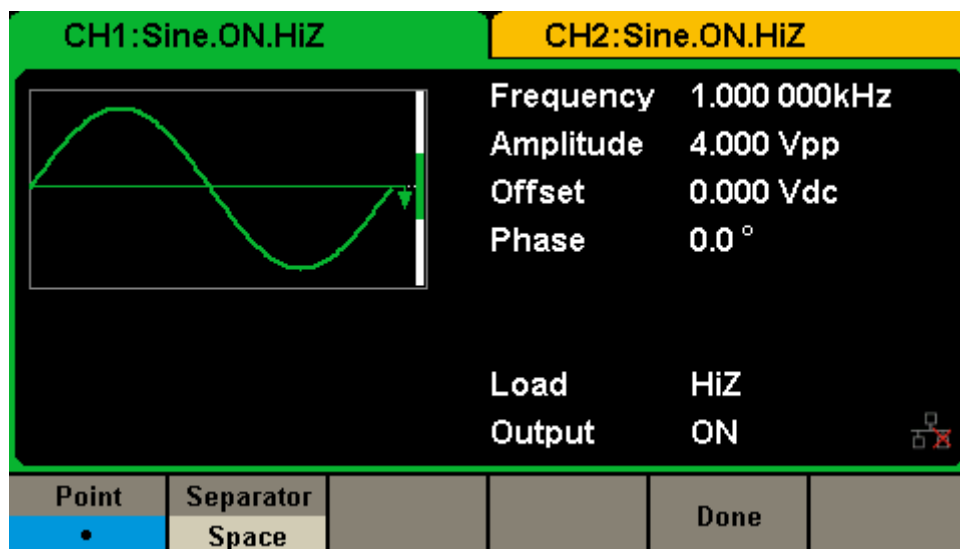 CH1:Sine.ON.HiZ CH2:Sine.ON.HiZ
Frequency 1.000 000kHz
Amplitude 4.000 Vpp
Offset 0.000 Vdc
Phase 0.0 °
Load HiZ
Output ON
Point Separator Done
• Space